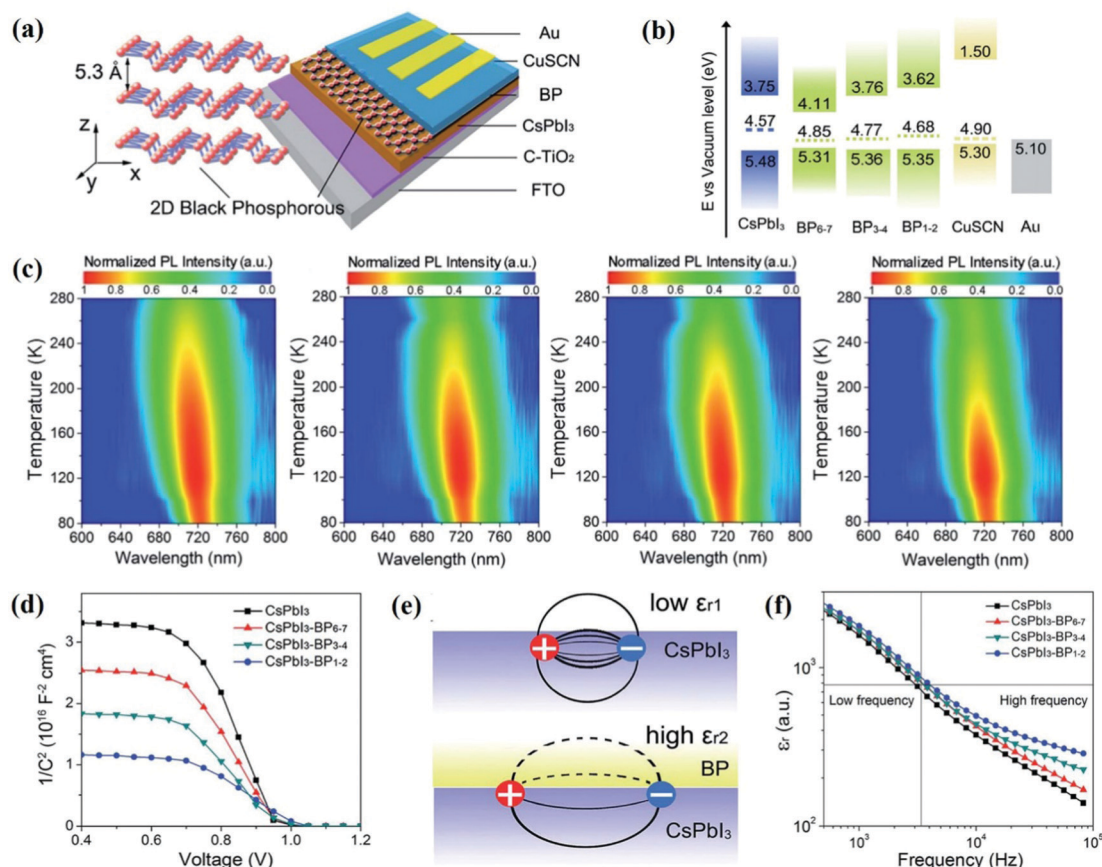 (a)
5.3 Å
z
y
x
2D Black Phosphorous
Au
CuSCN
BP
CsPbI₃
C-TiO₂
FTO
(b)
E vs Vacuum level (eV)
3.75
4.57
5.48
4.11
4.85
5.31
3.76
4.77
5.36
3.62
4.68
5.35
1.50
4.90
5.30
5.10
CsPbI₃ BP₆₋₇ BP₃₋₄ BP₁₋₂ CuSCN Au
(c)
Normalized PL Intensity (a.u.)
1 0.8 0.6 0.4 0.2 0.0
Temperature (K)
280
240
200
160
120
80
600 640 680 720 760 800
Wavelength (nm)
Normalized PL Intensity (a.u.)
1 0.8 0.6 0.4 0.2 0.0
Temperature (K)
280
240
200
160
120
80
600 640 680 720 760 800
Wavelength (nm)
Normalized PL Intensity (a.u.)
1 0.8 0.6 0.4 0.2 0.0
Temperature (K)
280
240
200
160
120
80
600 640 680 720 760 800
Wavelength (nm)
Normalized PL Intensity (a.u.)
1 0.8 0.6 0.4 0.2 0.0
Temperature (K)
280
240
200
160
120
80
600 640 680 720 760 800
Wavelength (nm)
(d)
1/C² (10¹⁶ F⁻² cm⁴)
3
2
1
0
CsPbI₃
CsPbI₃-BP₆₋₇
CsPbI₃-BP₃₋₄
CsPbI₃-BP₁₋₂
0.4 0.6 0.8 1.0 1.2
Voltage (V)
(e)
low εr1
+ −
CsPbI₃
high εr2
BP
+ −
CsPbI₃
(f)
εr (a.u.)
10³
10²
CsPbI₃
CsPbI₃-BP₆₋₇
CsPbI₃-BP₃₋₄
CsPbI₃-BP₁₋₂
Low frequency
High frequency
10³ 10⁴ 10⁵
Frequency (Hz)